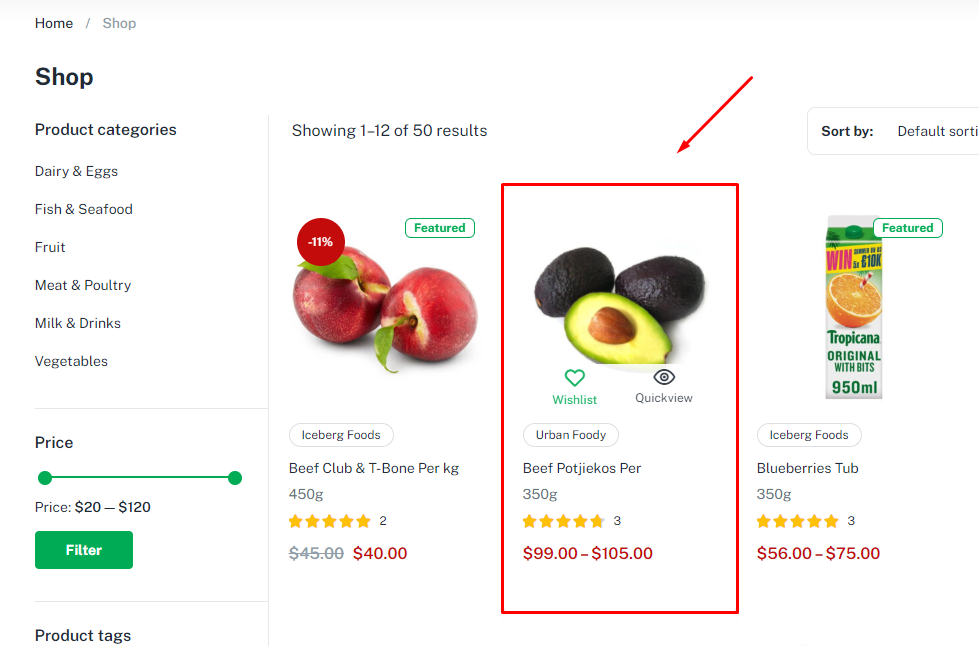 Home / Shop
Shop
Product categories
Dairy & Eggs
Fish & Seafood
Fruit
Meat & Poultry
Milk & Drinks
Vegetables
Price
Price: $20 — $120
Filter
Product tags
Showing 1–12 of 50 results
Sort by: Default sorti
-11%
Featured
Iceberg Foods
Beef Club & T-Bone Per kg
450g
2
$45.00 $40.00
Wishlist
Quickview
Urban Foody
Beef Potjiekos Per
350g
3
$99.00 – $105.00
Featured
WIN
Tropicana
ORIGINAL
WITH BITS
950ml
Iceberg Foods
Blueberries Tub
350g
3
$56.00 – $75.00